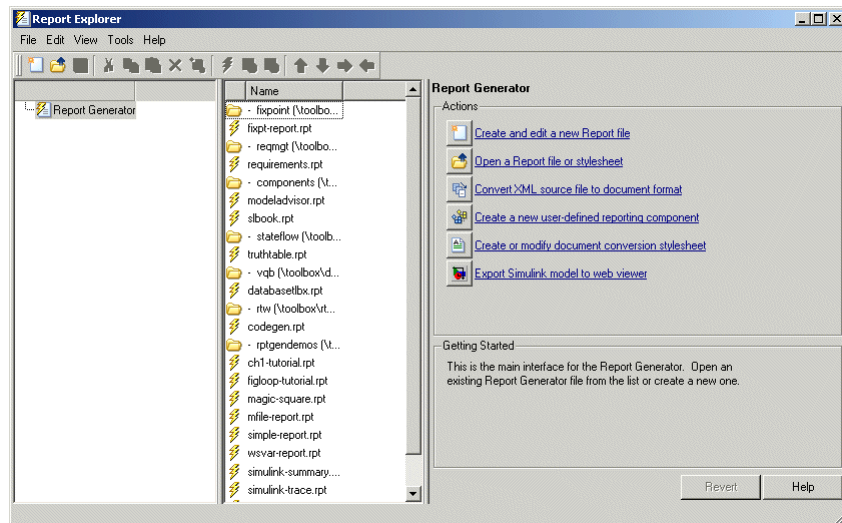 Report Explorer
File Edit View Tools Help
Report Generator
Name
- fixpoint (\toolbo...
fixpt-report.rpt
- reqmgt (\toolbo...
requirements.rpt
- components (\t...
modeladvisor.rpt
slbook.rpt
- stateflow (\toolb...
truthtable.rpt
- vqb (\toolbox\d...
databasetlbx.rpt
- rtw (\toolbox\rt...
codegen.rpt
- rptgendemos (\t...
ch1-tutorial.rpt
figloop-tutorial.rpt
magic-square.rpt
mfile-report.rpt
simple-report.rpt
wsvar-report.rpt
simulink-summary....
simulink-trace.rpt
Report Generator
Actions
Create and edit a new Report file
Open a Report file or stylesheet
Convert XML source file to document format
Create a new user-defined reporting component
Create or modify document conversion stylesheet
Export Simulink model to web viewer
Getting Started
This is the main interface for the Report Generator. Open an
existing Report Generator file from the list or create a new one.
Revert Help